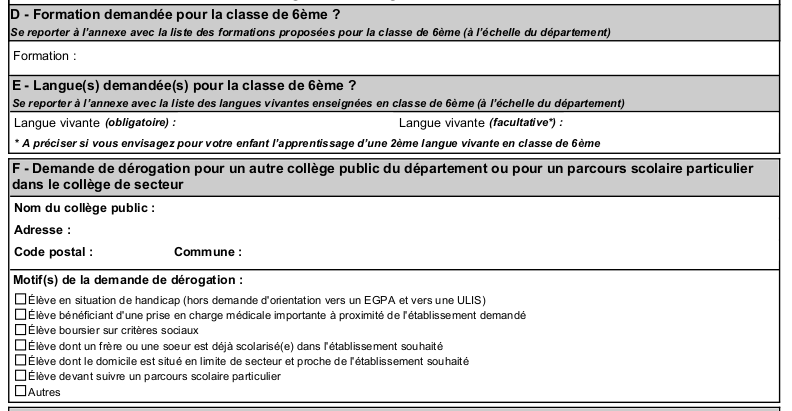 D - Formation demandée pour la classe de 6ème ?
Se reporter à l'annexe avec la liste des formations proposées pour la classe de 6ème (à l'échelle du département)
Formation :
E - Langue(s) demandée(s) pour la classe de 6ème ?
Se reporter à l'annexe avec la liste des langues vivantes enseignées en classe de 6ème (à l'échelle du département)
Langue vivante (obligatoire) : Langue vivante (facultative*) :
* A préciser si vous envisagez pour votre enfant l'apprentissage d'une 2ème langue vivante en classe de 6ème
F - Demande de dérogation pour un autre collège public du département ou pour un parcours scolaire particulier
dans le collège de secteur
Nom du collège public :
Adresse :
Code postal : Commune :
Motif(s) de la demande de dérogation :
Élève en situation de handicap (hors demande d'orientation vers un EGPA et vers une ULIS)
Élève bénéficiant d'une prise en charge médicale importante à proximité de l'établissement demandé
Élève boursier sur critères sociaux
Élève dont un frère ou une soeur est déjà scolarisé(e) dans l'établissement souhaité
Élève dont le domicile est situé en limite de secteur et proche de l'établissement souhaité
Élève devant suivre un parcours scolaire particulier
Autres